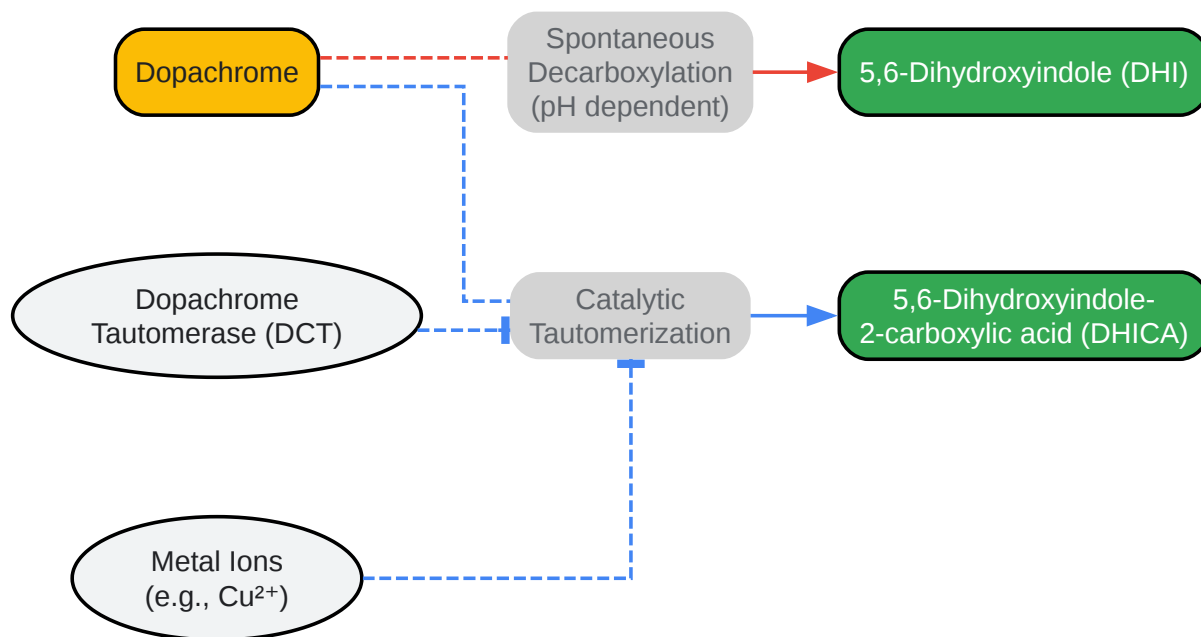 Dopachrome
Spontaneous
Decarboxylation
(pH dependent)
5,6-Dihydroxyindole (DHI)
Dopachrome
Tautomerase (DCT)
Catalytic
Tautomerization
5,6-Dihydroxyindole-
2-carboxylic acid (DHICA)
Metal Ions
(e.g., Cu²⁺)